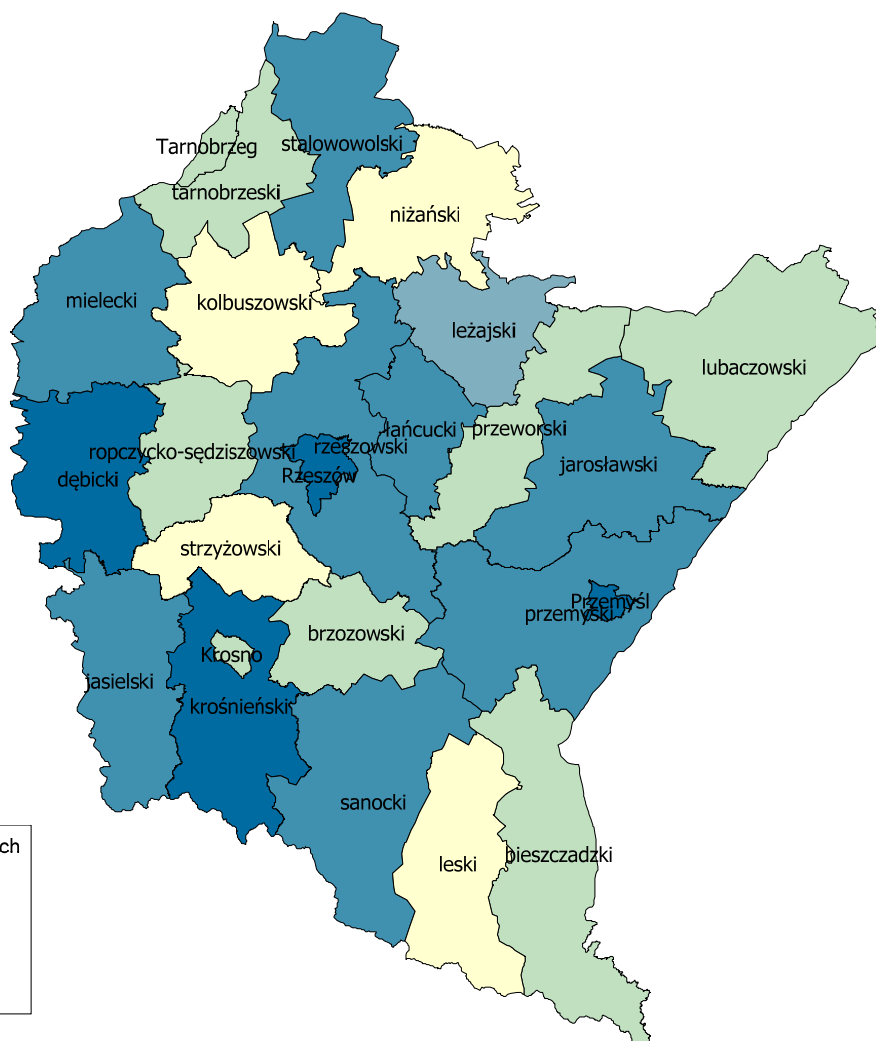 stalowowolski
Tarnobrzeg
tarnobrzeski
niżański
mielecki
kolbuszowski
leżajski
lubaczowski
łańcucki
przeworski
rzeszowski
ropczycko-sędziszowski
jarosławski
Rzeszów
dębicki
strzyżowski
Przemyśl
przemyski
brzozowski
Krosno
jasielski
krośnieński
sanocki
ch
bieszczadzki
leski